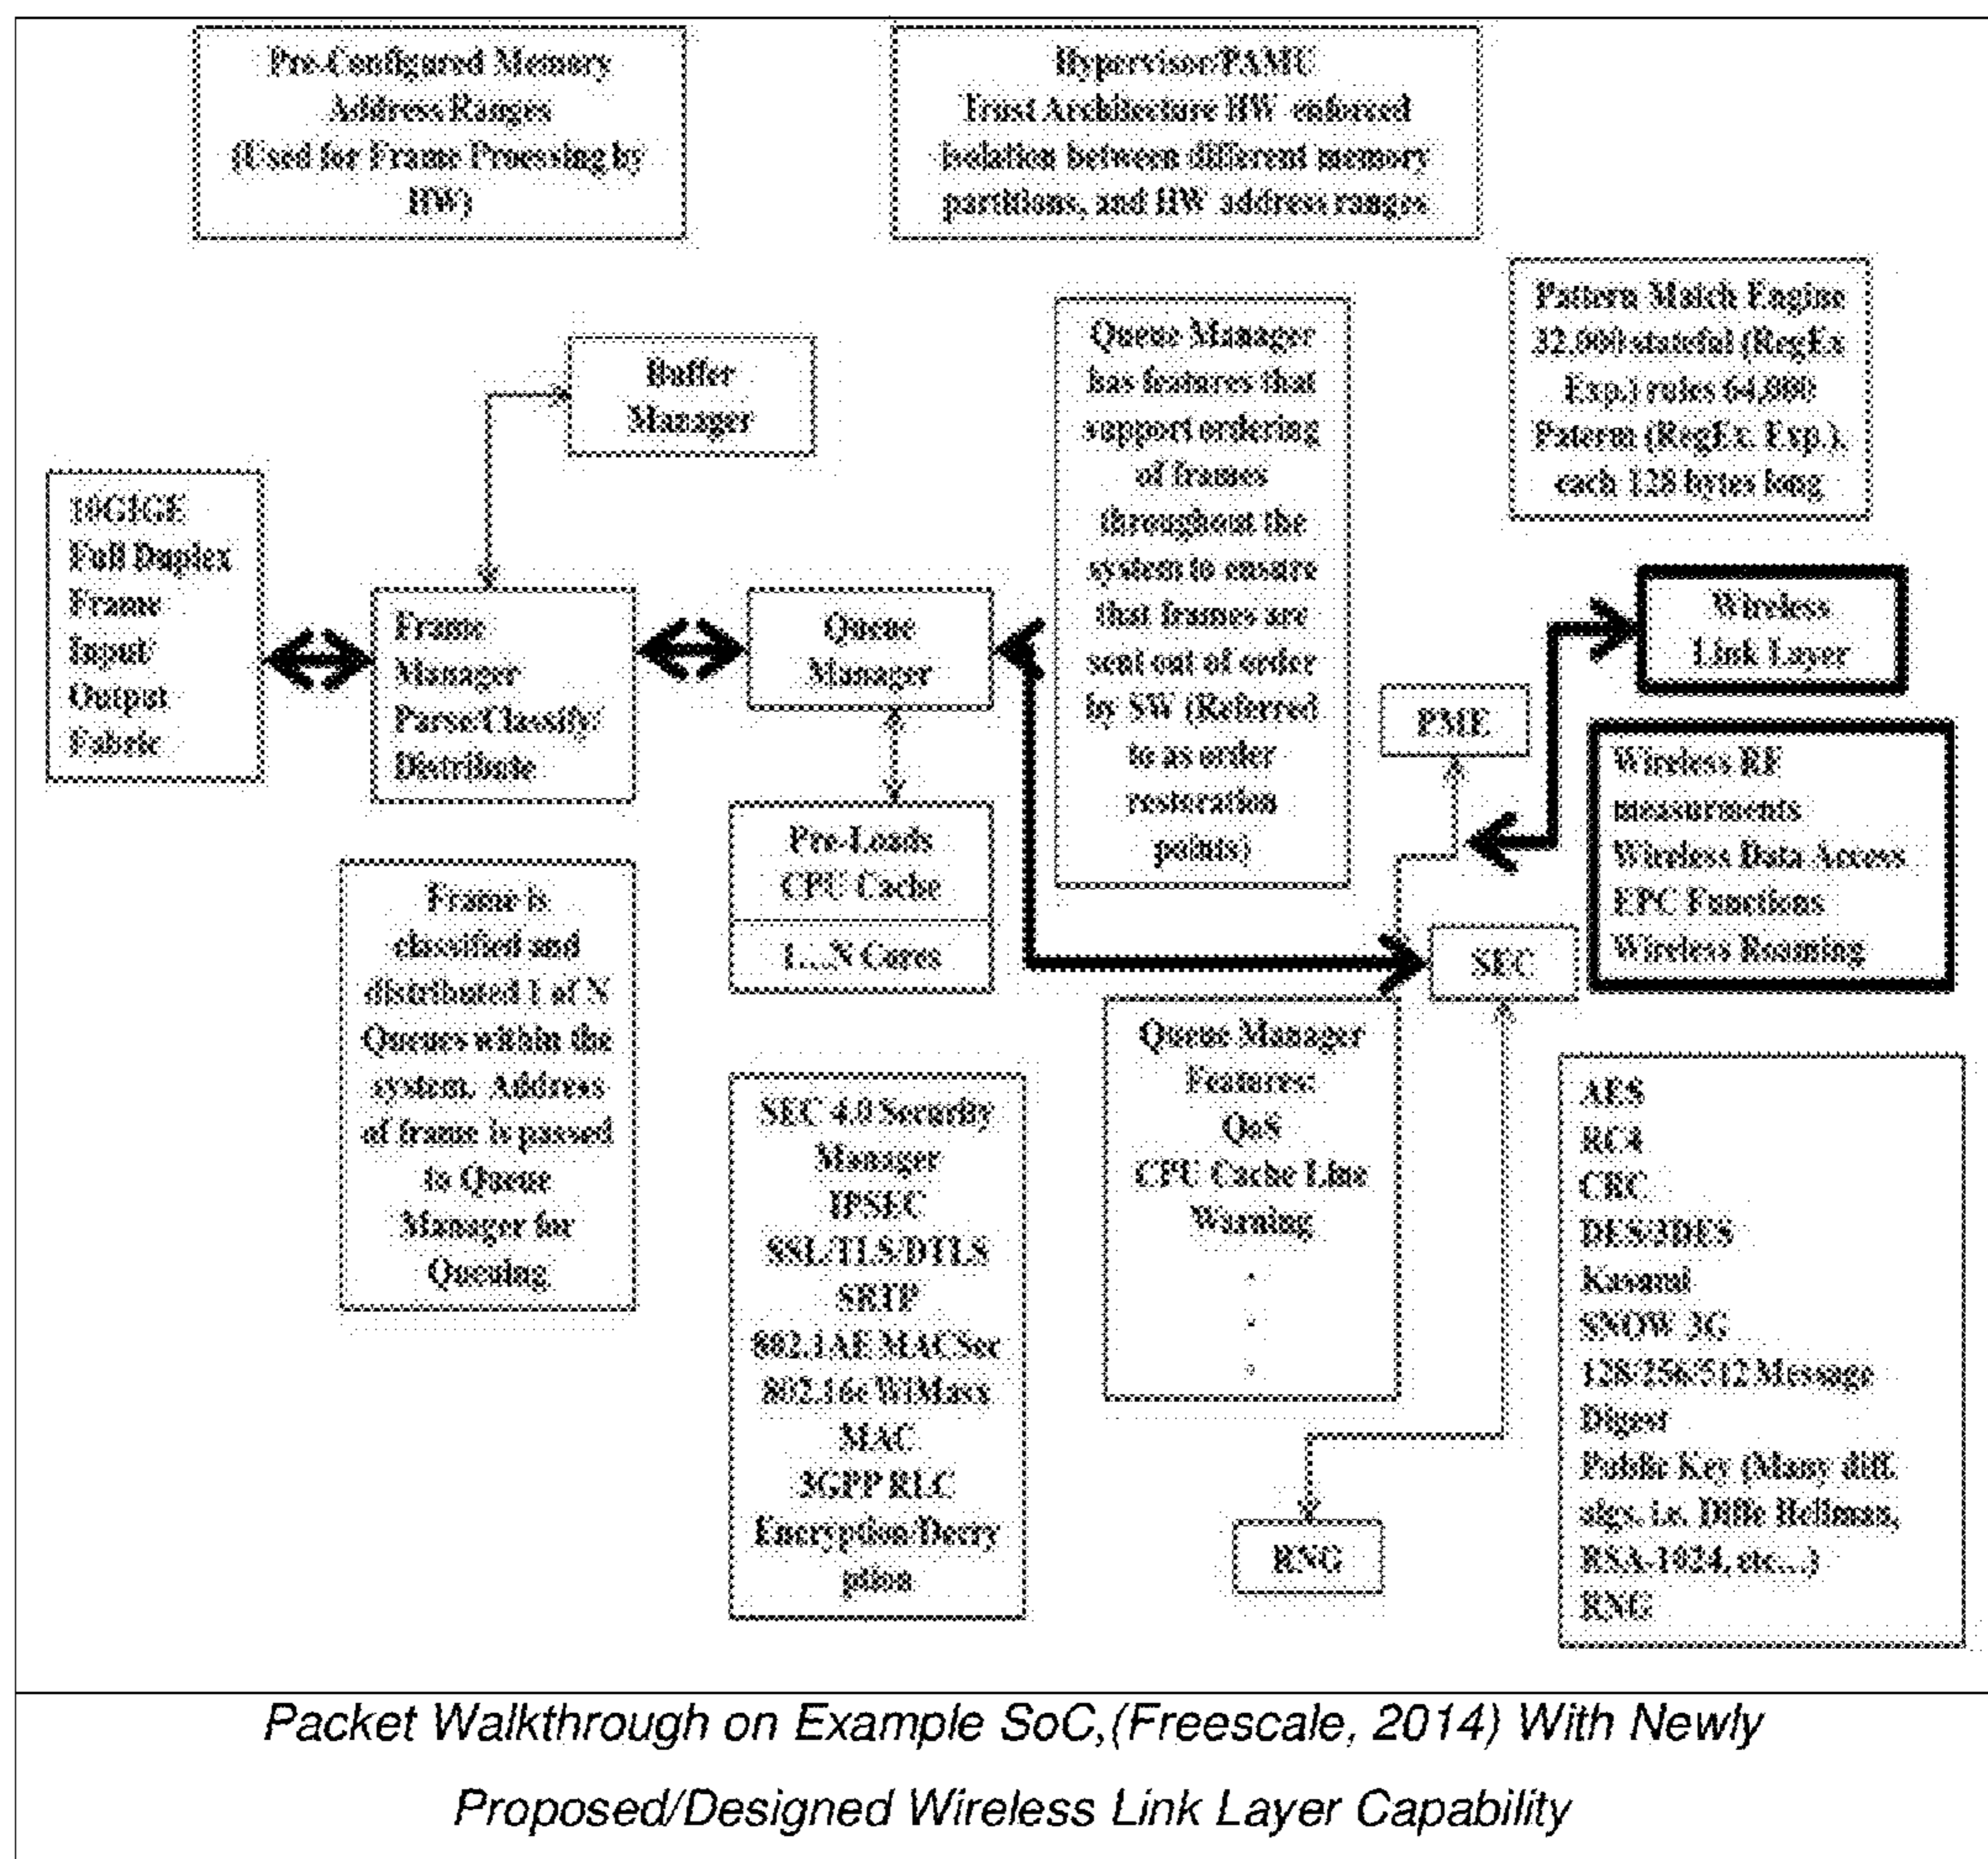 Pre-Configured Memory
Address Ranges
(Used for Frame Processing by
HW)
Hypervisor/PAMU
Trust Architecture HW enforced
isolation between different memory
partitions, and HW address ranges
Pattern Match Engine
32,000 stateful (RegEx
Exp.) rules 64,000
Paterm (RegEx. Exp.),
each 128 bytes long
Buffer
Manager
Queue Manager
has features that
support ordering
of frames
throughout the
system to ensure
that frames are
sent out of order
by SW (Referred
to as order
restoration
points)
10GIGE
Full Duplex
Frame
Input/
Output
Fabric
Frame
Manager
Parse/Classify/
Distribute
Queue
Manager
Wireless
Link Layer
PME
Wireless RF
measurments
Wireless Data Access
EPC Functions
Wireless Roaming
Pre-Loads
CPU Cache
1...N Cores
SEC
Frame is
classified and
distributed 1 of N
Queues within the
system. Address
of frame is passed
to Queue
Manager for
Queuing
SEC 4.0 Security
Manager
IPSEC
SSL/TLS/DTLS
SRTP
802.1AE MACSec
802.16e WiMaxx
MAC
3GPP RLC
Encryption/Decry
ption
Queue Manager
Features:
QoS
CPU Cache Line
Warning
.
.
.
RNG
AES
RC4
CRC
DES/3DES
Kasumi
SNOW 3G
128/256/512 Message
Digest
Public Key (Many diff.
algs. i.e. Diffe Hellman,
RSA-1024, etc...)
RNG
Packet Walkthrough on Example SoC,(Freescale, 2014) With Newly
Proposed/Designed Wireless Link Layer Capability